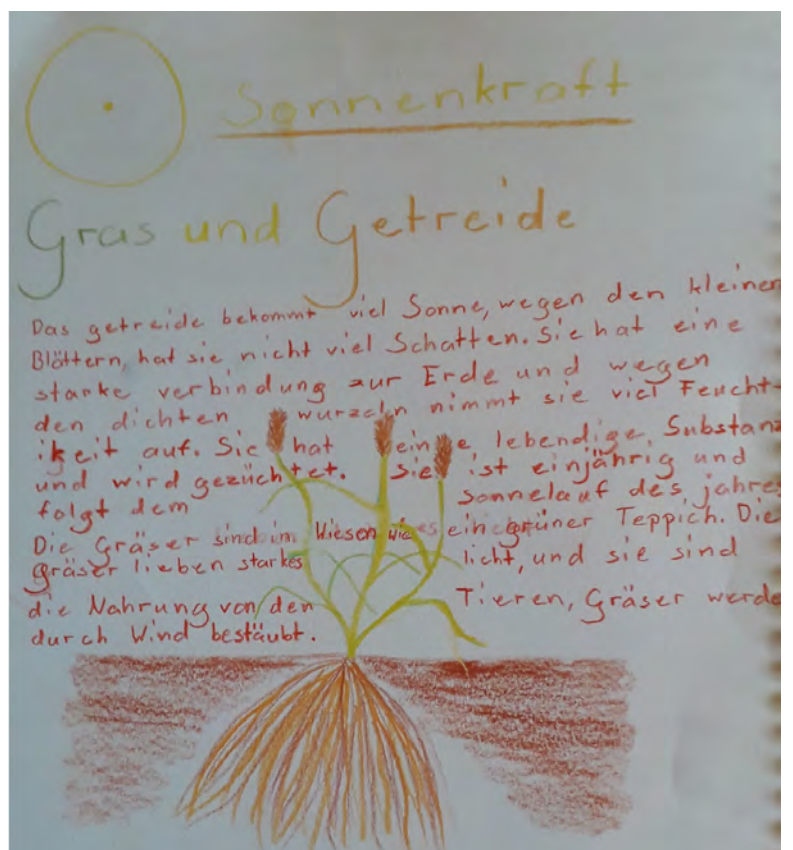 Sonnenkraft
Gras und Getreide
Das getreide bekommt viel Sonne, wegen den kleinen
Blättern, hat sie nicht viel Schatten. Sie hat eine
starke verbindung zur Erde und wegen
den dichten wurzeln nimmt sie viel Feucht-
ikeit auf. Sie hat eine lebendige, Substanz
und wird gezüchtet. Sie ist einjährig und
folgt dem sonnelauf des jahres
Die Gräser sind im Wiesen wie ein grüner Teppich. Die
gräser lieben starkes licht, und sie sind
die Nahrung von den Tieren, Gräser werde
durch Wind bestäubt.